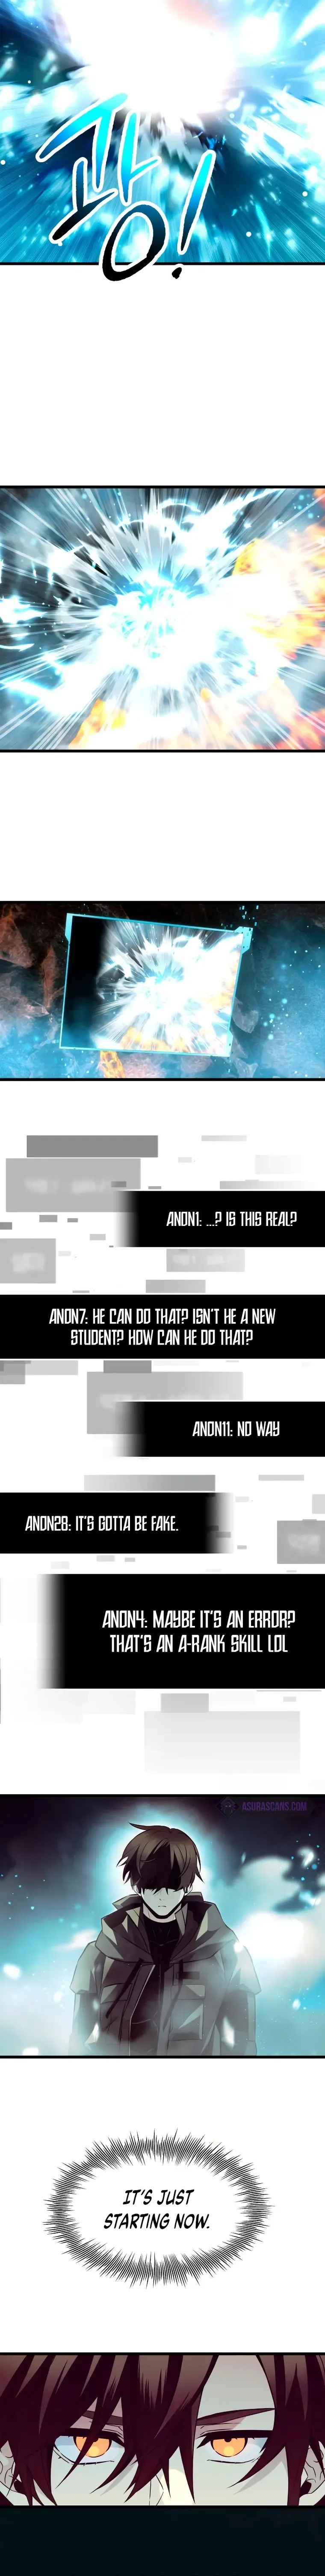 쾅!
ANON1: ...? IS THIS REAL?
ANON7: HE CAN DO THAT? ISN'T HE A NEW
STUDENT? HOW CAN HE DO THAT?
ANON11: NO WAY
ANON28: IT'S GOTTA BE FAKE.
ANON4: MAYBE IT'S AN ERROR?
THAT'S AN A-RANK SKILL LOL
ASURASCANS.COM
IT'S JUST
STARTING NOW.